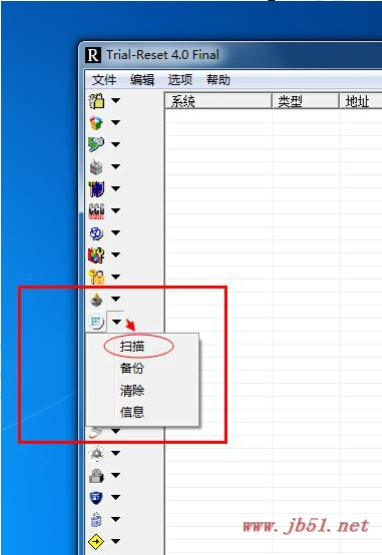 R Trial-Reset 4.0 Final
文件 编辑 选项 帮助
系统 类型 地址
扫描
备份
清除
信息
www.jb51.net